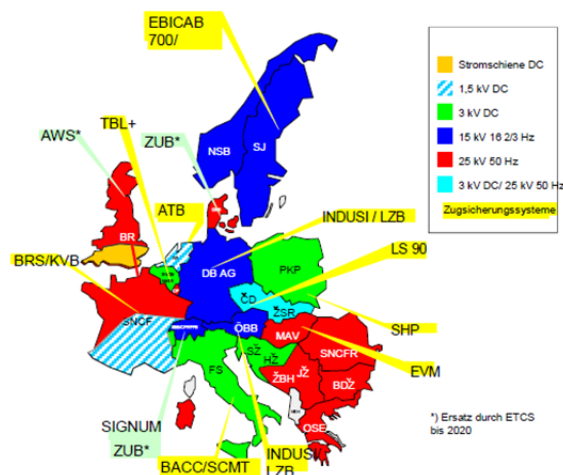 EBICAB
700/
Stromschiene DC
1,5 kV DC
3 kV DC
15 kV 16 2/3 Hz
25 kV 50 Hz
3 kV DC/ 25 kV 50 Hz
Zugsicherungssysteme
TBL+
AWS*
ZUB*
NSB
SJ
ATB
INDUSI / LZB
BR
LS 90
DB AG
PKP
BRS/KVB
ČD
ŽSR
SNCF
ÖBB
MAV
SHP
SŽ
HŽ
SNCFR
EVM
FS
ŽBH
JŽ
BDŽ
OSE
*) Ersatz durch ETCS
bis 2020
SIGNUM
ZUB*
BACC/SCMT
INDUSI/
LZB